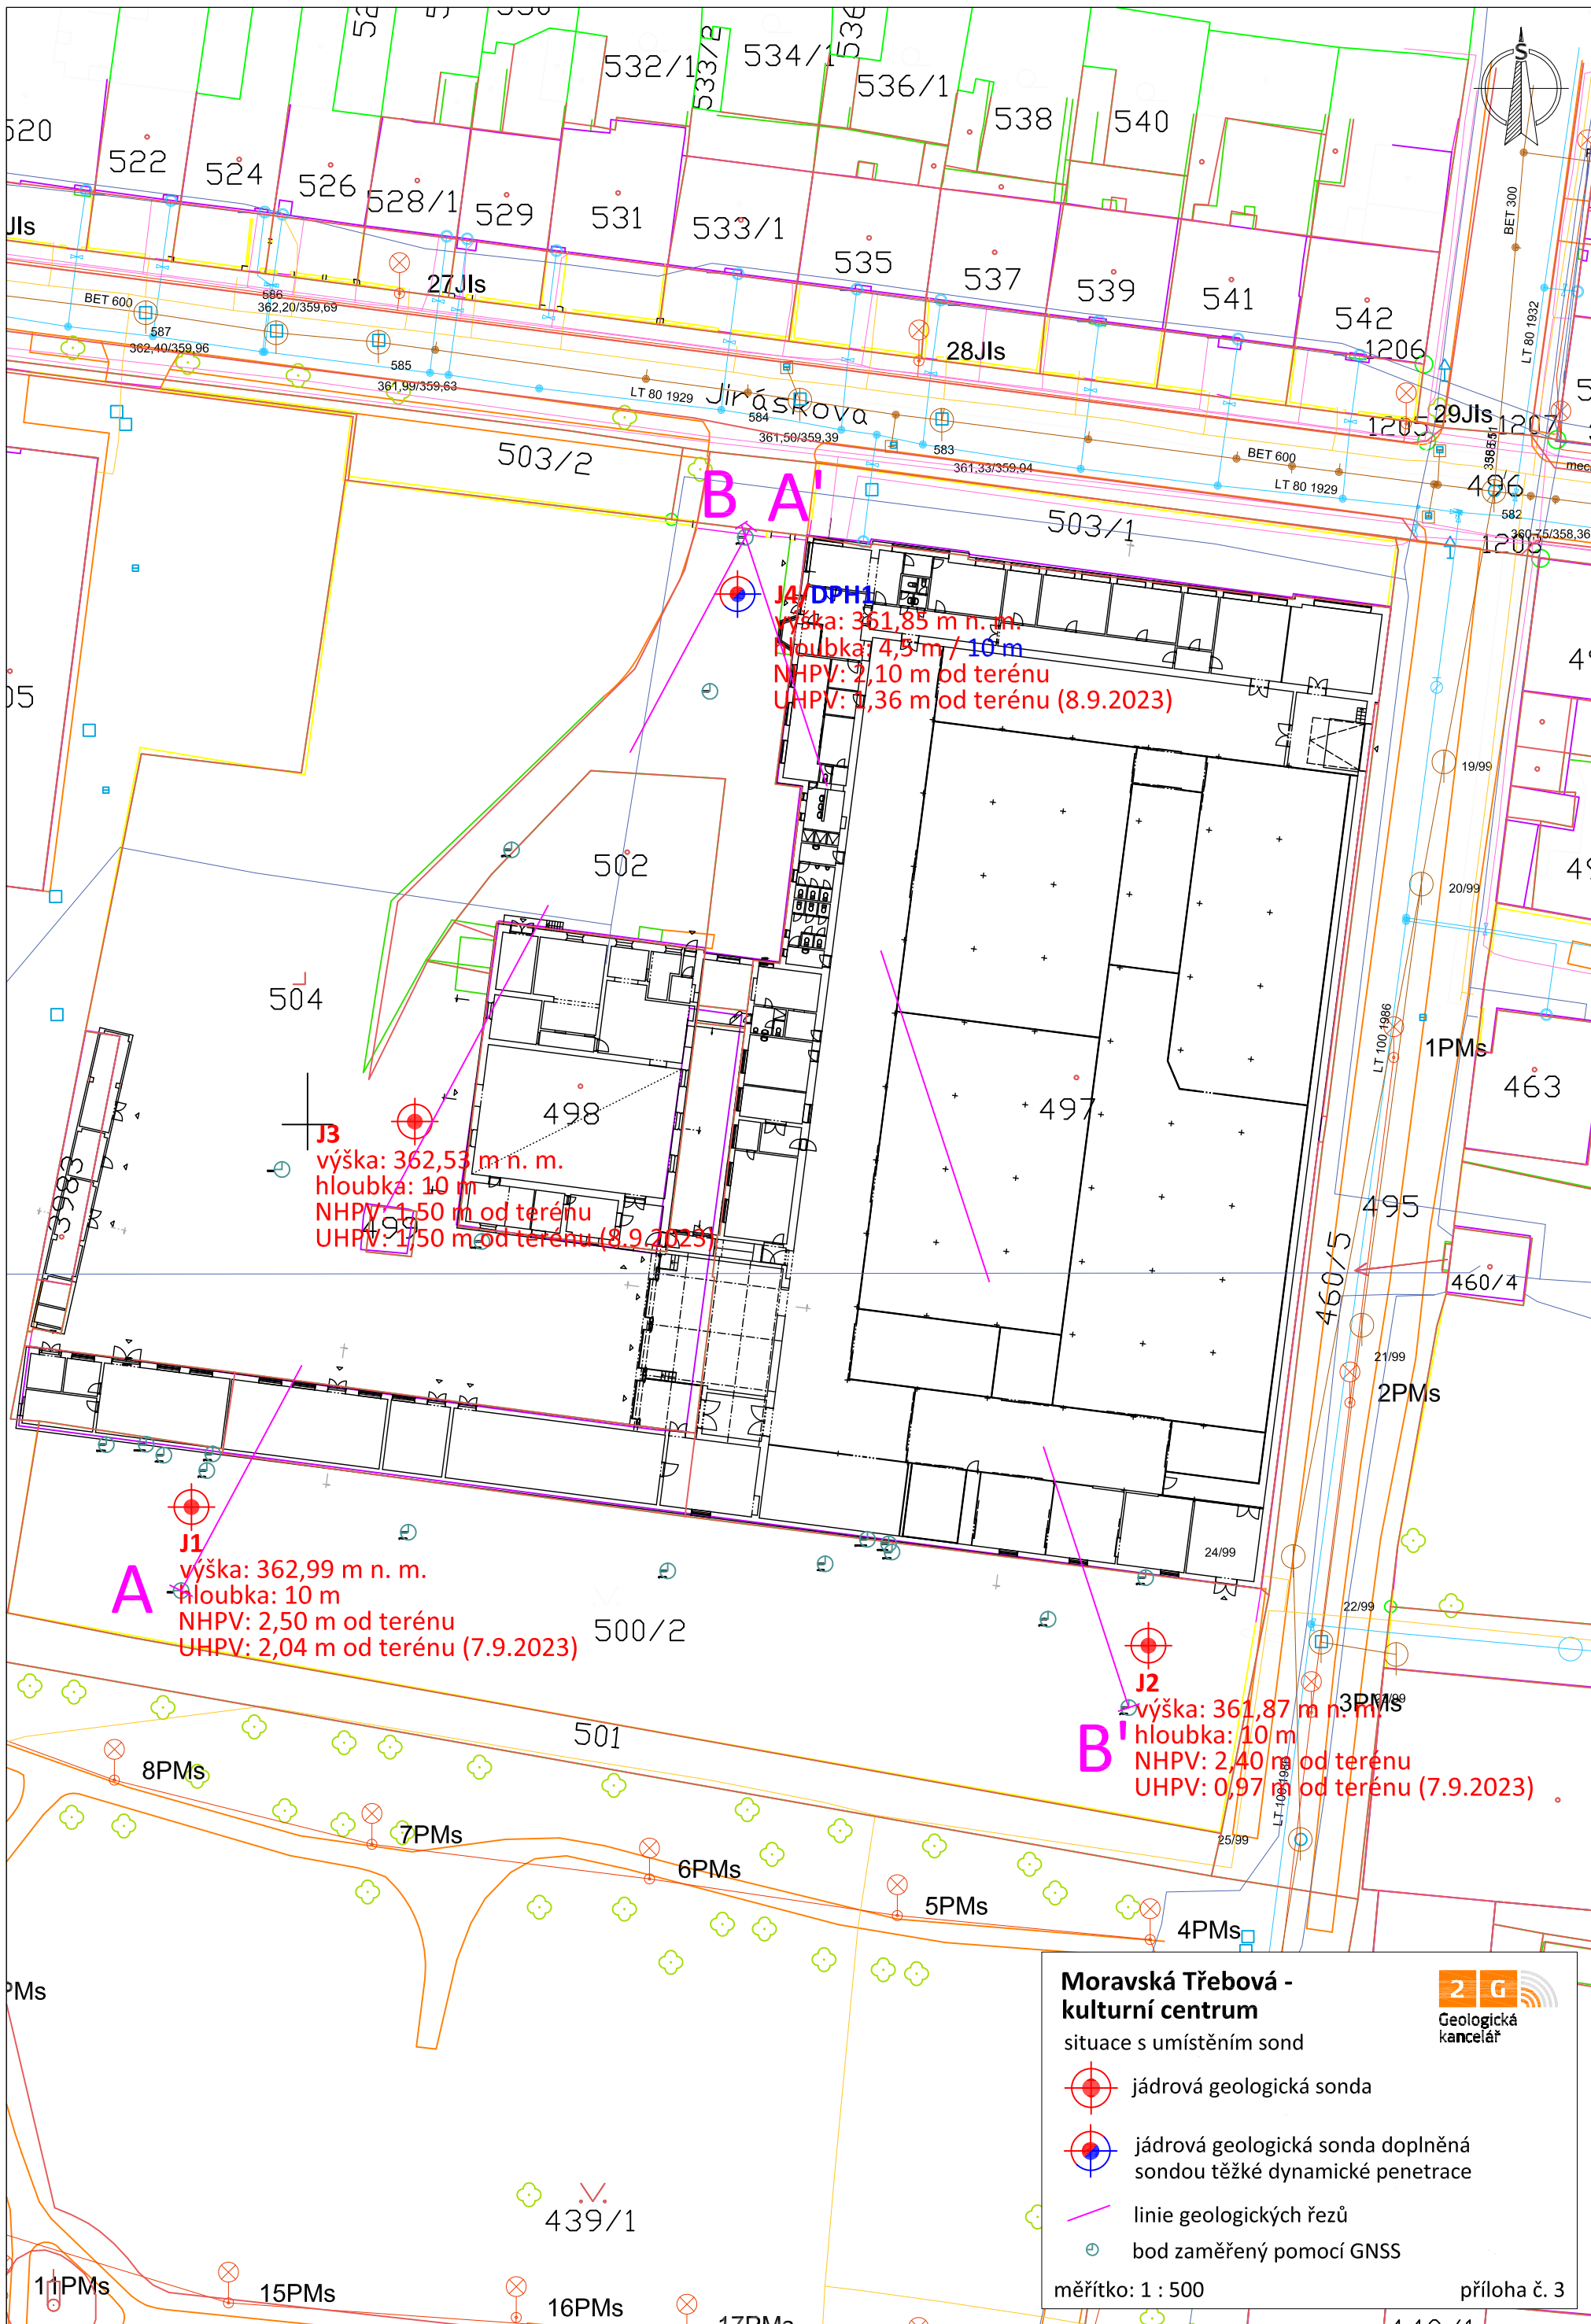 532/1
533/2
534/1
536/1
538
540
S
520
522
524
526
528/1
529
531
533/1
535
537
539
541
542
1206
BET 300
LT 80 1932
JIs
27JIs
28JIs
29JIs
BET 600
586
362,20/359,69
587
362,40/359,96
585
361,99/359,63
LT 80 1929
Jiráskova
584
361,50/359,39
583
361,33/359,04
BET 600
LT 80 1929
1205
1207
496
582
360,75/358,36
1208
503/2
503/1
B A'
J4/DPH1
výška: 361,85 m n. m.
hloubka: 4,5 m / 10 m
NHPV: 2,10 m od terénu
UHPV: 1,36 m od terénu (8.9.2023)
19/99
20/99
502
504
498
497
LT 100 1986
1PMs
463
J3
výška: 362,53 m n. m.
hloubka: 10 m
NHPV: 1,50 m od terénu
UHPV: 1,50 m od terénu (8.9.2023)
499
3983
495
460/5
460/4
21/99
2PMs
24/99
22/99
J1
výška: 362,99 m n. m.
hloubka: 10 m
NHPV: 2,50 m od terénu
UHPV: 2,04 m od terénu (7.9.2023)
A
500/2
J2
výška: 361,87 m n. m.
hloubka: 10 m
NHPV: 2,40 m od terénu
UHPV: 0,97 m od terénu (7.9.2023)
B'
3PMs
LT 100 1986
25/99
501
8PMs
7PMs
6PMs
5PMs
4PMs
PMs
439/1
11PMs
15PMs
16PMs
17PMs
Moravská Třebová -
kulturní centrum
2G
Geologická
kancelář
situace s umístěním sond
jádrová geologická sonda
jádrová geologická sonda doplněná
sondou těžké dynamické penetrace
linie geologických řezů
bod zaměřený pomocí GNSS
měřítko: 1 : 500
příloha č. 3